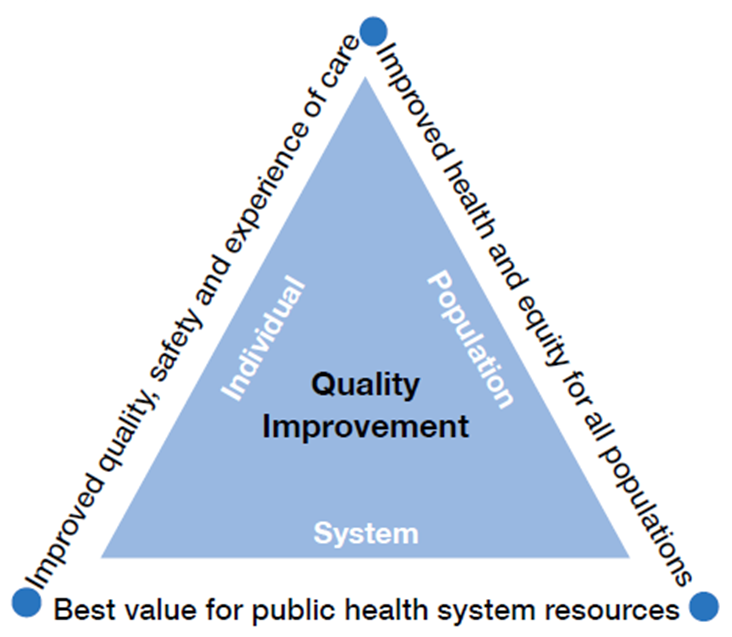 Improved quality, safety and experience of care
Improved health and equity for all populations
Individual
Population
Quality
Improvement
System
Best value for public health system resources